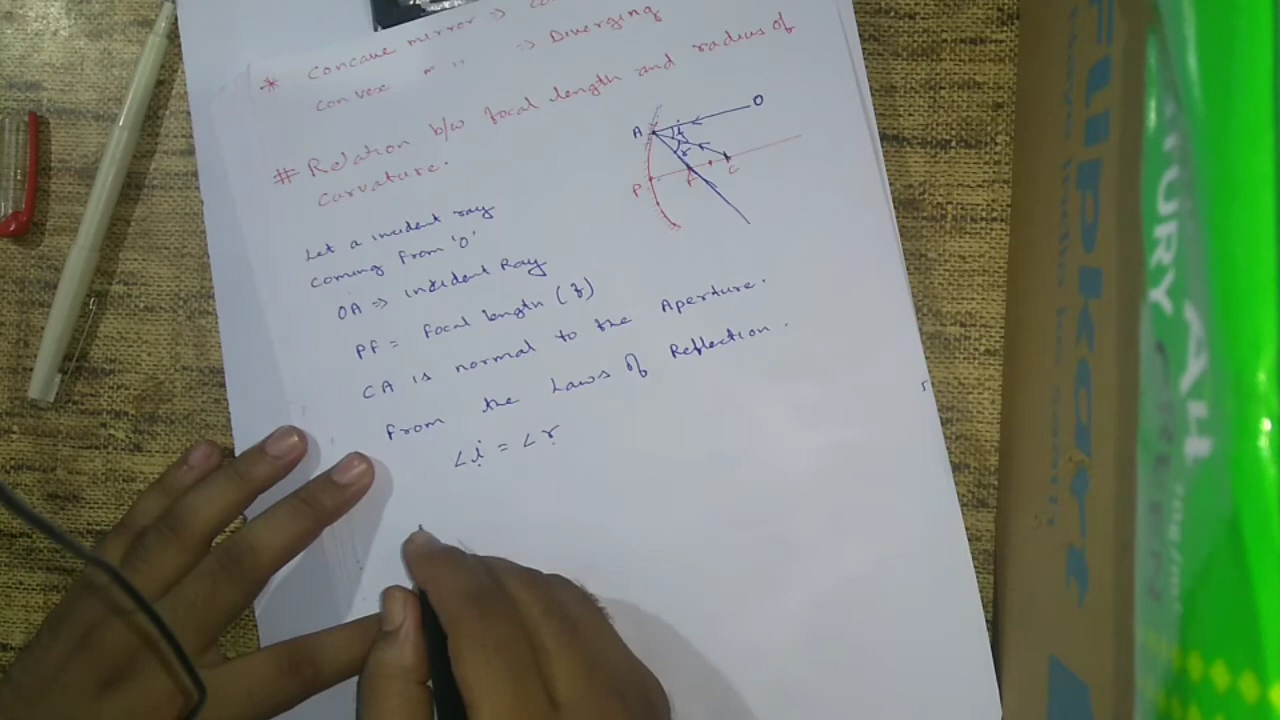 * Concave mirror ⇒
Convex " " ⇒ Diverging
# Relation b/w focal length and radius of
curvature.
Let a incident ray
coming from 'O'
OA ⇒ incident Ray
PF = focal length (f)
CA is normal to the Aperture.
from the Laws of Reflection.
∠i = ∠r
O
A
i
r
P
F
C
FLIPKART